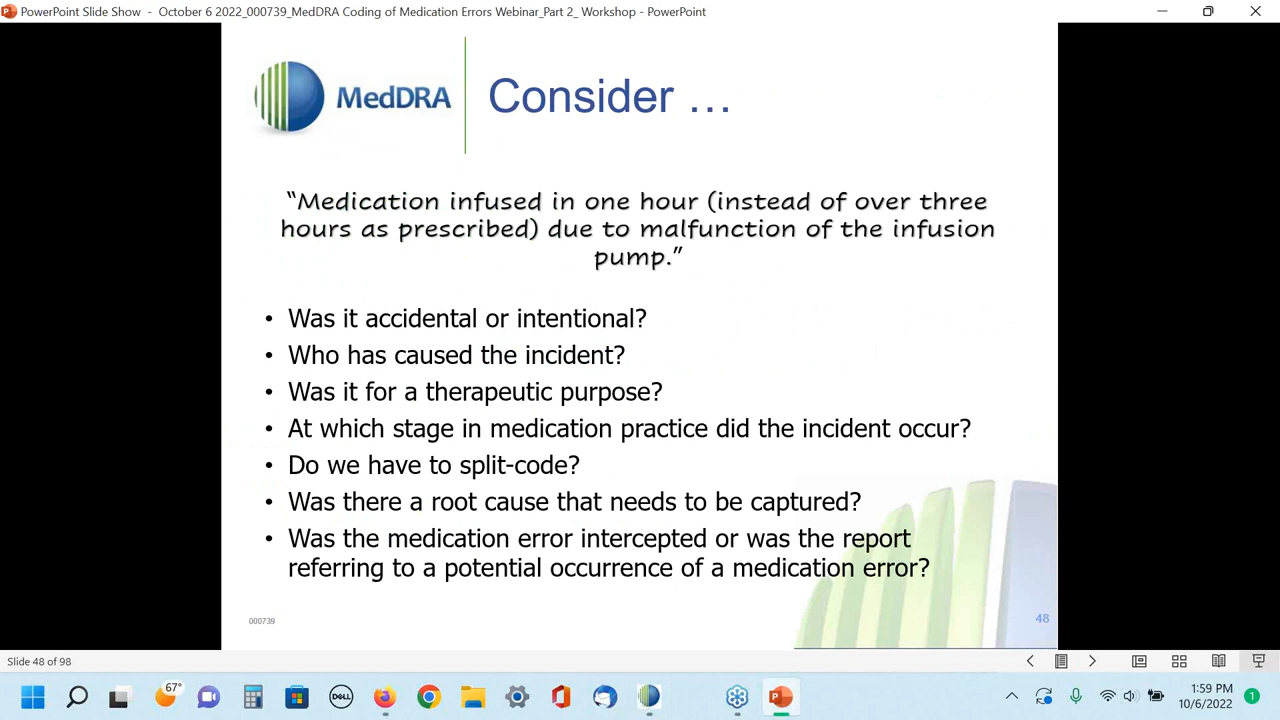 PowerPoint Slide Show - October 6 2022_000739_MedDRA Coding of Medication Errors Webinar_Part 2_ Workshop - PowerPoint
MedDRA
Consider …
“Medication infused in one hour (instead of over three
hours as prescribed) due to malfunction of the infusion
pump.”
• Was it accidental or intentional?
• Who has caused the incident?
• Was it for a therapeutic purpose?
• At which stage in medication practice did the incident occur?
• Do we have to split-code?
• Was there a root cause that needs to be captured?
• Was the medication error intercepted or was the report
referring to a potential occurrence of a medication error?
000739
48
Slide 48 of 98
67°
DELL
1:59 PM
10/6/2022
1